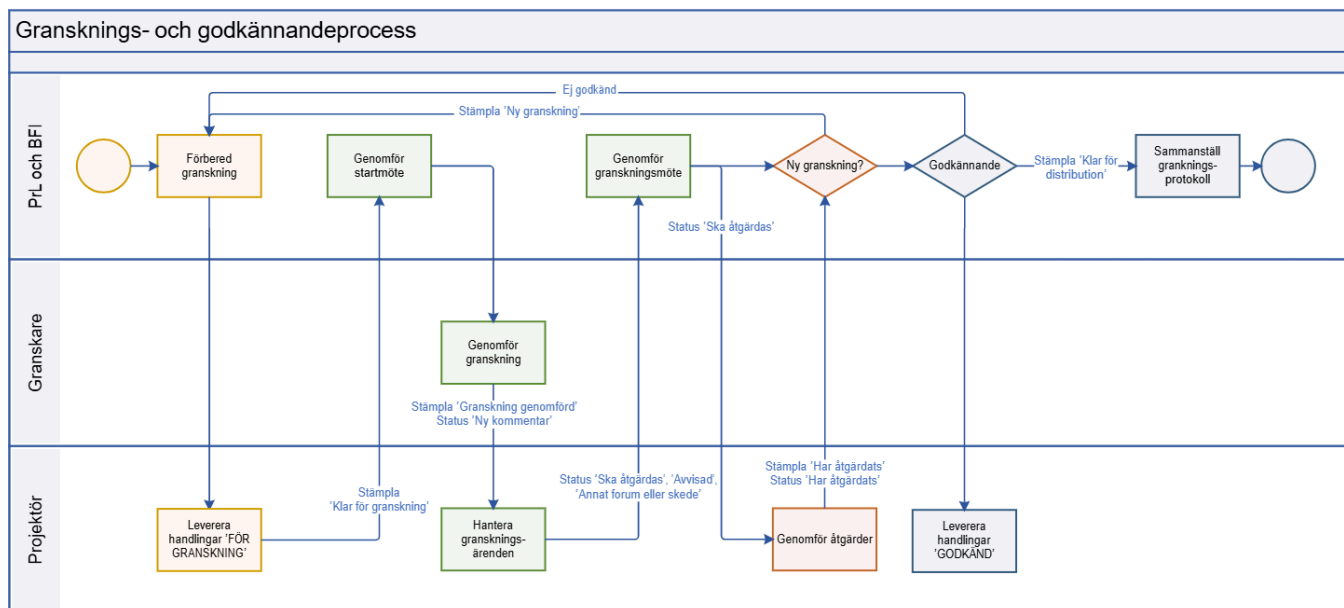 Gransknings- och godkännandeprocess
PrL och BFI
Ej godkänd
Stämpla 'Ny granskning'
Förbered
granskning
Genomför
startmöte
Genomför
granskningsmöte
Ny granskning?
Godkännande
Stämpla 'Klar för
distribution'
Sammanställ
granknings-
protokoll
Status 'Ska åtgärdas'
Granskare
Genomför
granskning
Stämpla 'Granskning genomförd'
Status 'Ny kommentar'
Projektör
Stämpla
'Klar för granskning'
Status 'Ska åtgärdas', 'Avvisad',
'Annat forum eller skede'
Stämpla 'Har åtgärdats'
Status 'Har åtgärdats'
Leverera
handlingar 'FÖR
GRANSKNING'
Hantera
gransknings-
ärenden
Genomför åtgärder
Leverera
handlingar
'GODKÄND'